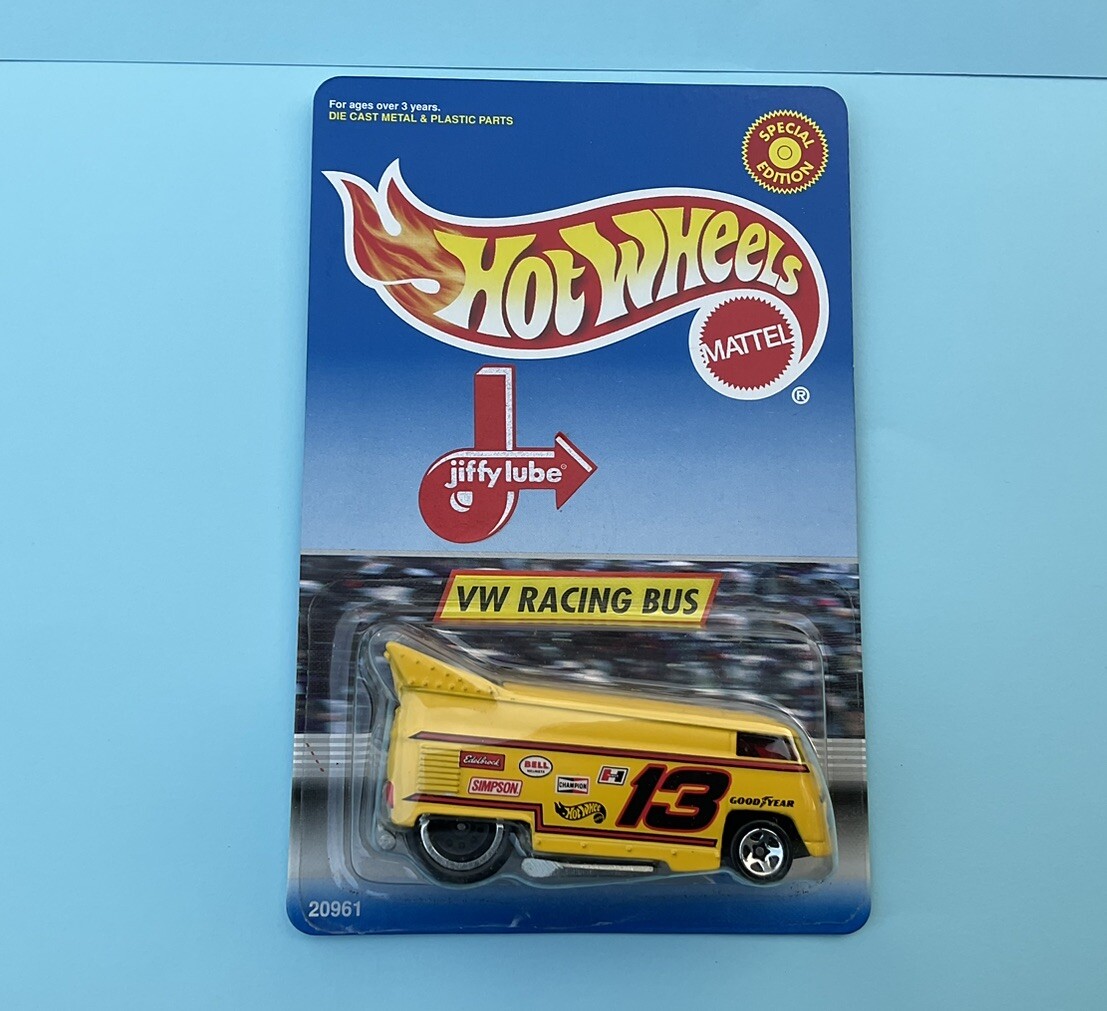 For ages over 3 years.
DIE CAST METAL & PLASTIC PARTS
SPECIAL
EDITION
Hot Wheels
MATTEL
®
jiffy lube®
VW RACING BUS
Edelbrock
BELL
HELMETS
SIMPSON
CHAMPION
H
Hot Wheels
13
GOODYEAR
20961